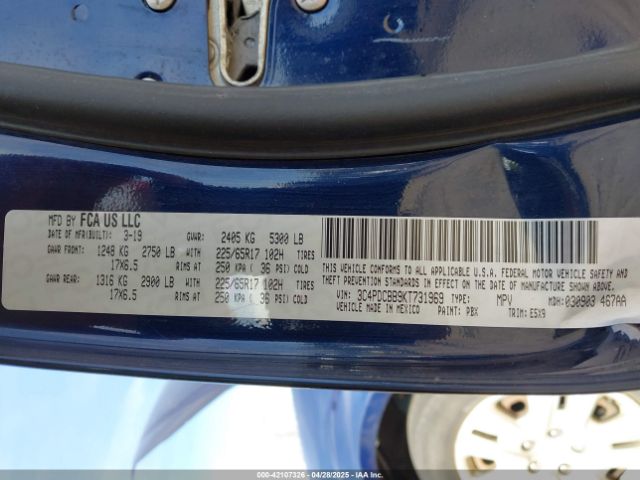 MFD BY FCA US LLC
DATE OF MFR(BUILT): 5-19 GVWR: 2405 KG 5300 LB
GAWR FRONT: 1248 KG 2750 LB 225/65R17 102H TIRES
17X6.5 RIMS AT 250 KPA ( 36 PSI) COLD
GAWR REAR: 1316 KG 2900 LB 225/65R17 102H TIRES
17X6.5 RIMS AT 250 KPA ( 36 PSI) COLD
THIS VEHICLE CONFORMS TO ALL APPLICABLE U.S.A. FEDERAL MOTOR VEHICLE SAFETY AND
THEFT PREVENTION STANDARDS IN EFFECT ON THE DATE OF MANUFACTURE SHOWN ABOVE.
VIN: 3C4PDCBB9KT731969 TYPE: MPV MDH: 030903 467AA
VEHICLE MADE IN MEXICO PAINT: PBX TRIM: E5X9
000-42107326 04/28/2025 IAAI.COM